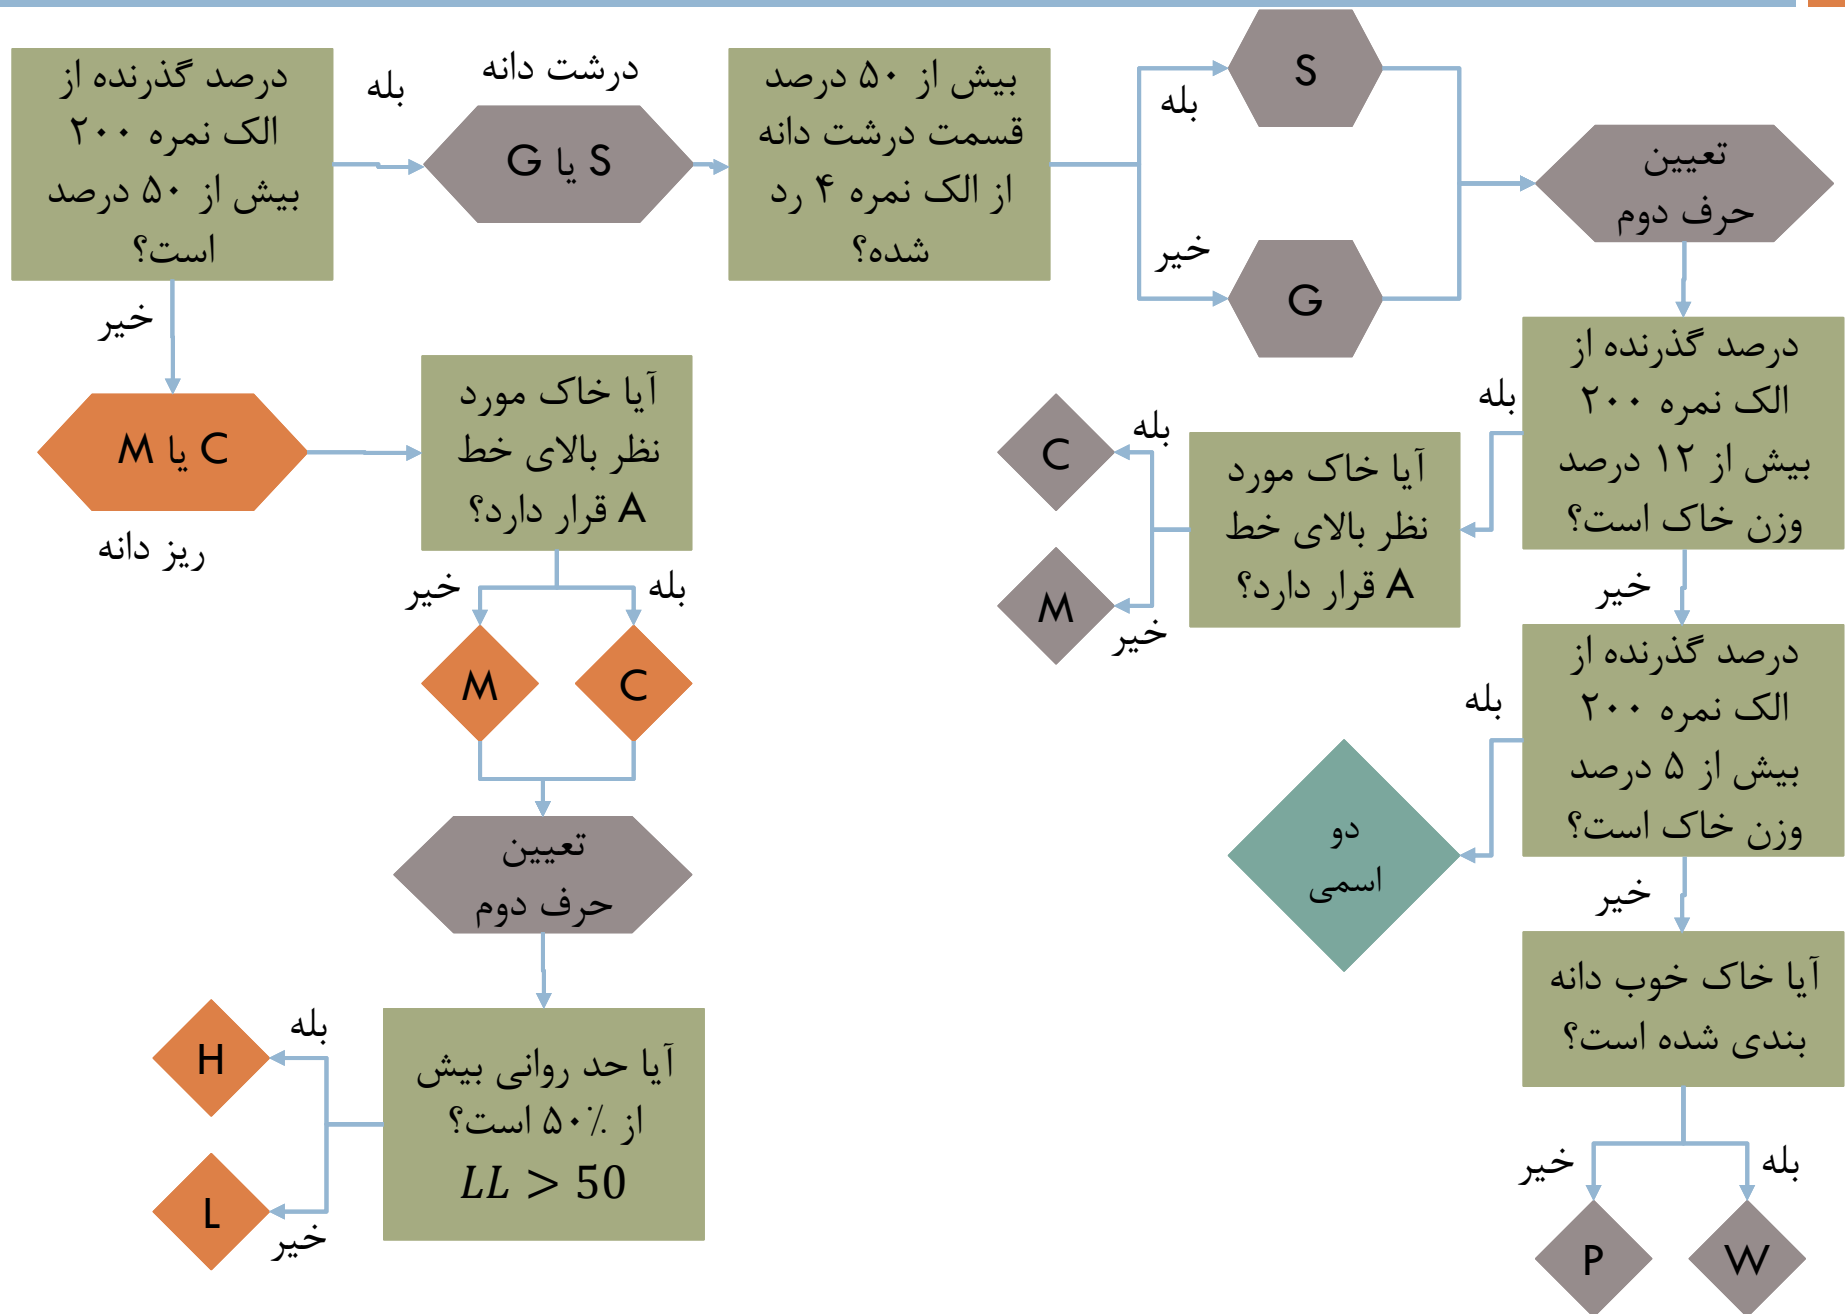 درصد گذرنده از
الک نمره ۲۰۰
بیش از ۵۰ درصد
است؟
بله
خیر
درشت دانه
G یا S
بیش از ۵۰ درصد
قسمت درشت دانه
از الک نمره ۴ رد
شده؟
بله
خیر
S
G
تعیین
حرف دوم
درصد گذرنده از
الک نمره ۲۰۰
بیش از ۱۲ درصد
وزن خاک است؟
بله
خیر
آیا خاک مورد
نظر بالای خط
A قرار دارد؟
بله
خیر
C
M
درصد گذرنده از
الک نمره ۲۰۰
بیش از ۵ درصد
وزن خاک است؟
بله
خیر
دو
اسمی
آیا خاک خوب دانه
بندی شده است؟
بله
خیر
W
P
M یا C
ریز دانه
آیا خاک مورد
نظر بالای خط
A قرار دارد؟
بله
خیر
C
M
تعیین
حرف دوم
آیا حد روانی بیش
از ۵۰٪ است؟
LL > 50
بله
خیر
H
L